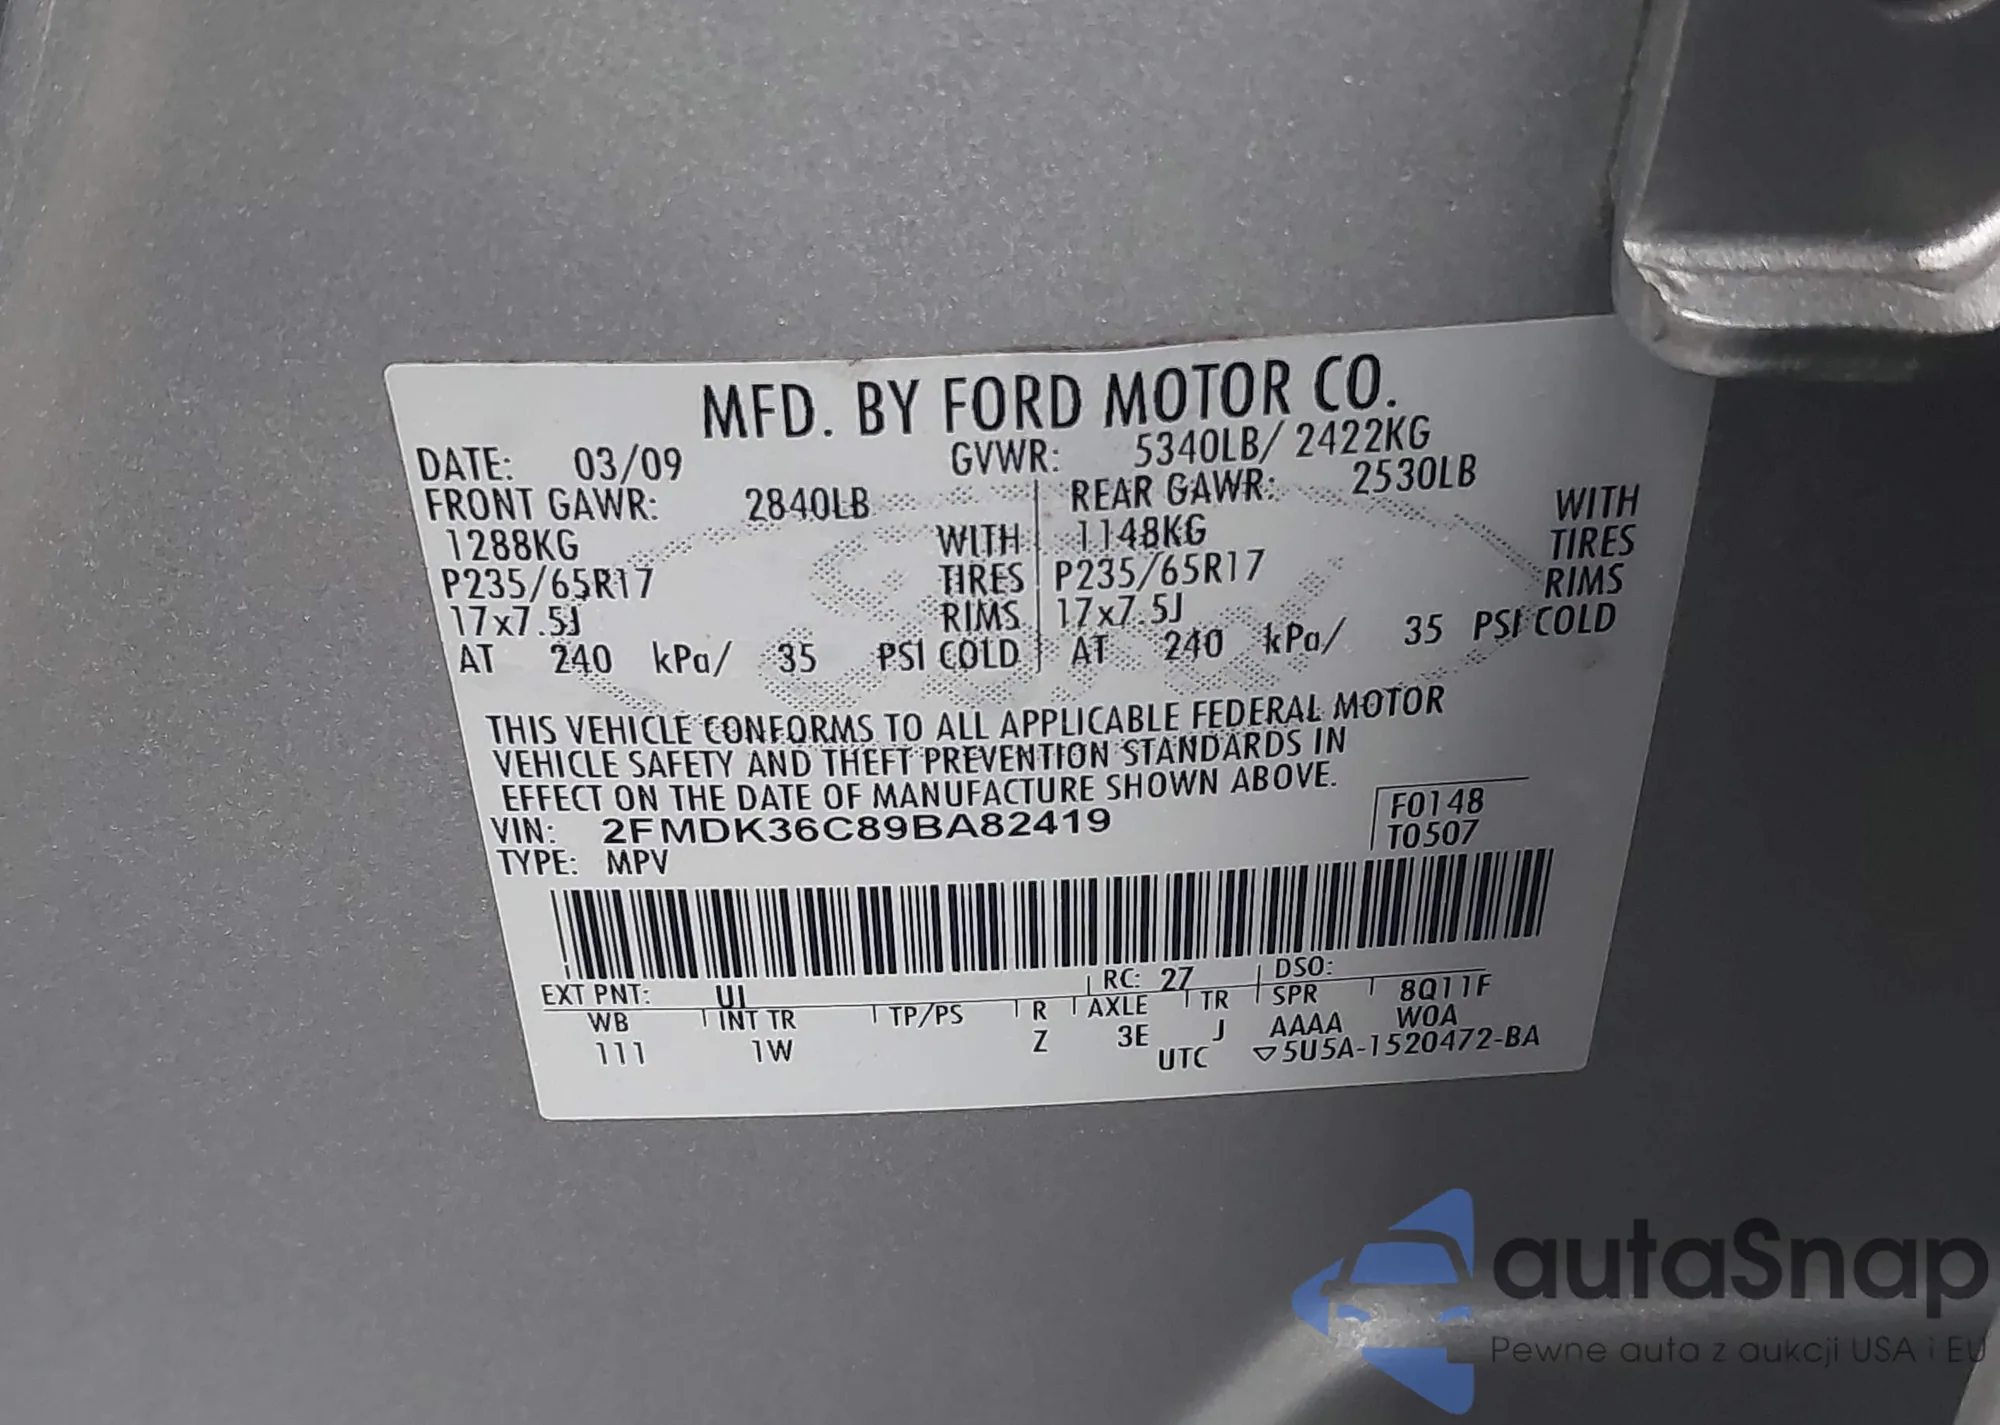 MFD. BY FORD MOTOR CO.
DATE: 03/09 GVWR: 5340LB/ 2422KG
FRONT GAWR: 2840LB REAR GAWR: 2530LB
1288KG WITH 1148KG WITH
P235/65R17 TIRES P235/65R17 TIRES
17x7.5J RIMS 17x7.5J RIMS
AT 240 kPa/ 35 PSI COLD AT 240 kPa/ 35 PSI COLD
THIS VEHICLE CONFORMS TO ALL APPLICABLE FEDERAL MOTOR
VEHICLE SAFETY AND THEFT PREVENTION STANDARDS IN
EFFECT ON THE DATE OF MANUFACTURE SHOWN ABOVE.
F0148
VIN: 2FMDK36C89BA82419
T0507
TYPE: MPV
EXT PNT: UJ RC: 27 DSO:
WB INT TR TP/PS R AXLE TR SPR 8Q11F
111 1W Z 3E J AAAA W0A
UTC ▽5U5A-1520472-BA
autaSnap
Pewne auta z aukcji USA i EU